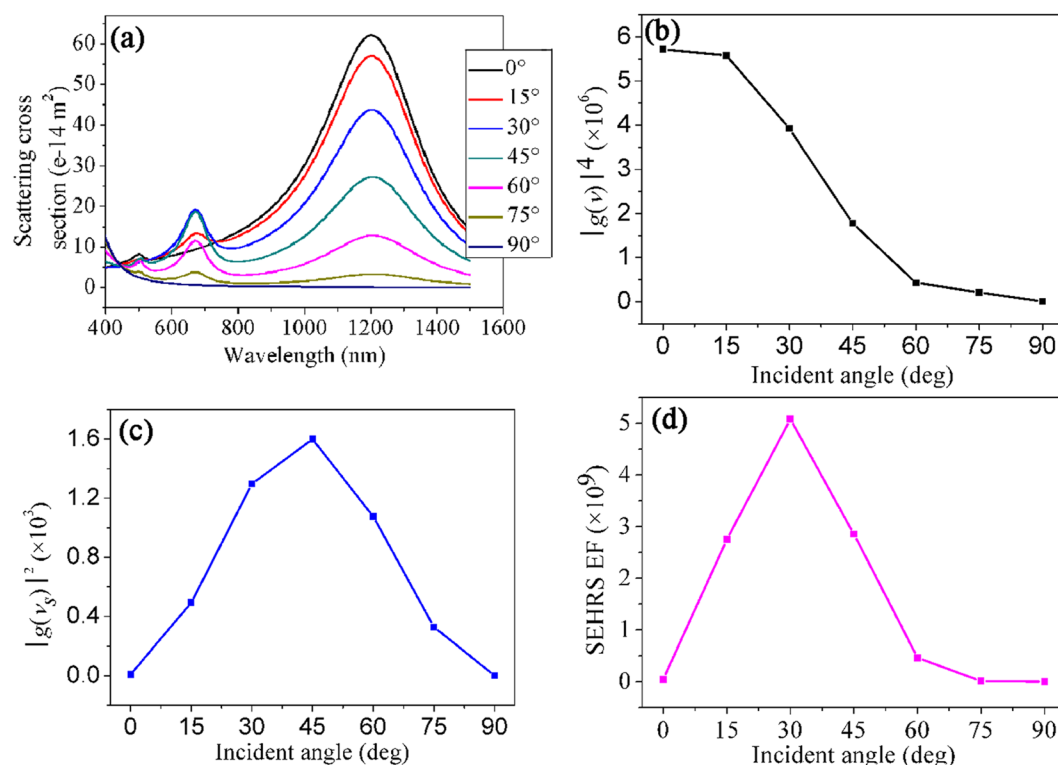 (a)
Scattering cross
section (e-14 m²)
60
50
40
30
20
10
0
400 600 800 1000 1200 1400 1600
Wavelength (nm)
0°
15°
30°
45°
60°
75°
90°
(b)
|g(ν)|⁴ (×10⁶)
6
5
4
3
2
1
0
0 15 30 45 60 75 90
Incident angle (deg)
(c)
|g(νs)|² (×10³)
1.6
1.2
0.8
0.4
0.0
0 15 30 45 60 75 90
Incident angle (deg)
(d)
SEHRS EF (×10⁹)
5
4
3
2
1
0
0 15 30 45 60 75 90
Incident angle (deg)